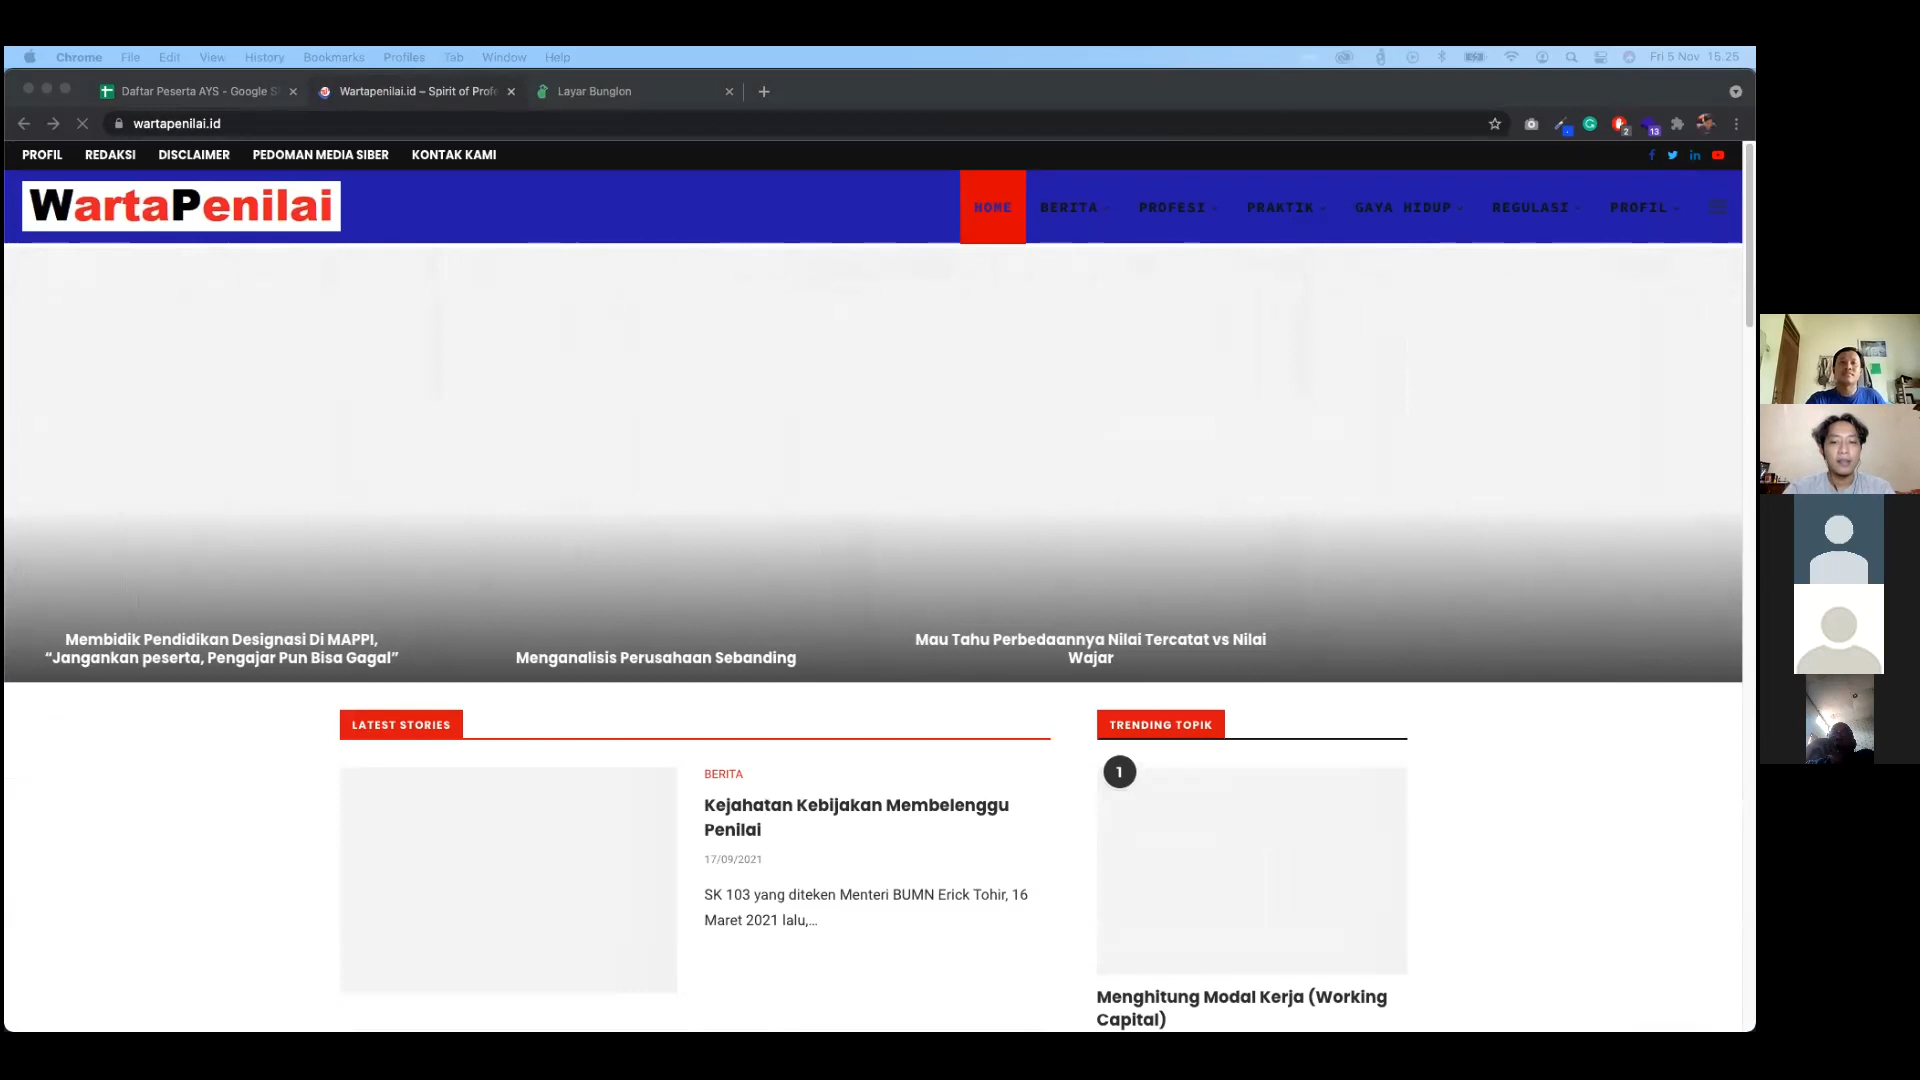 Chrome File Edit View History Bookmarks Profiles Tab Window Help Fri 5 Nov 15.25
Daftar Peserta AYS - Google S Wartapenilai.id – Spirit of Profe Layar Bunglon
wartapenilai.id 2 13
PROFIL REDAKSI DISCLAIMER PEDOMAN MEDIA SIBER KONTAK KAMI
WartaPenilai
HOME BERITA PROFESI PRAKTIK GAYA HIDUP REGULASI PROFIL
Membidik Pendidikan Designasi Di MAPPI,
“Jangankan peserta, Pengajar Pun Bisa Gagal”
Menganalisis Perusahaan Sebanding
Mau Tahu Perbedaannya Nilai Tercatat vs Nilai
Wajar
LATEST STORIES
BERITA
Kejahatan Kebijakan Membelenggu
Penilai
17/09/2021
SK 103 yang diteken Menteri BUMN Erick Tohir, 16
Maret 2021 lalu,...
TRENDING TOPIK
1
Menghitung Modal Kerja (Working
Capital)